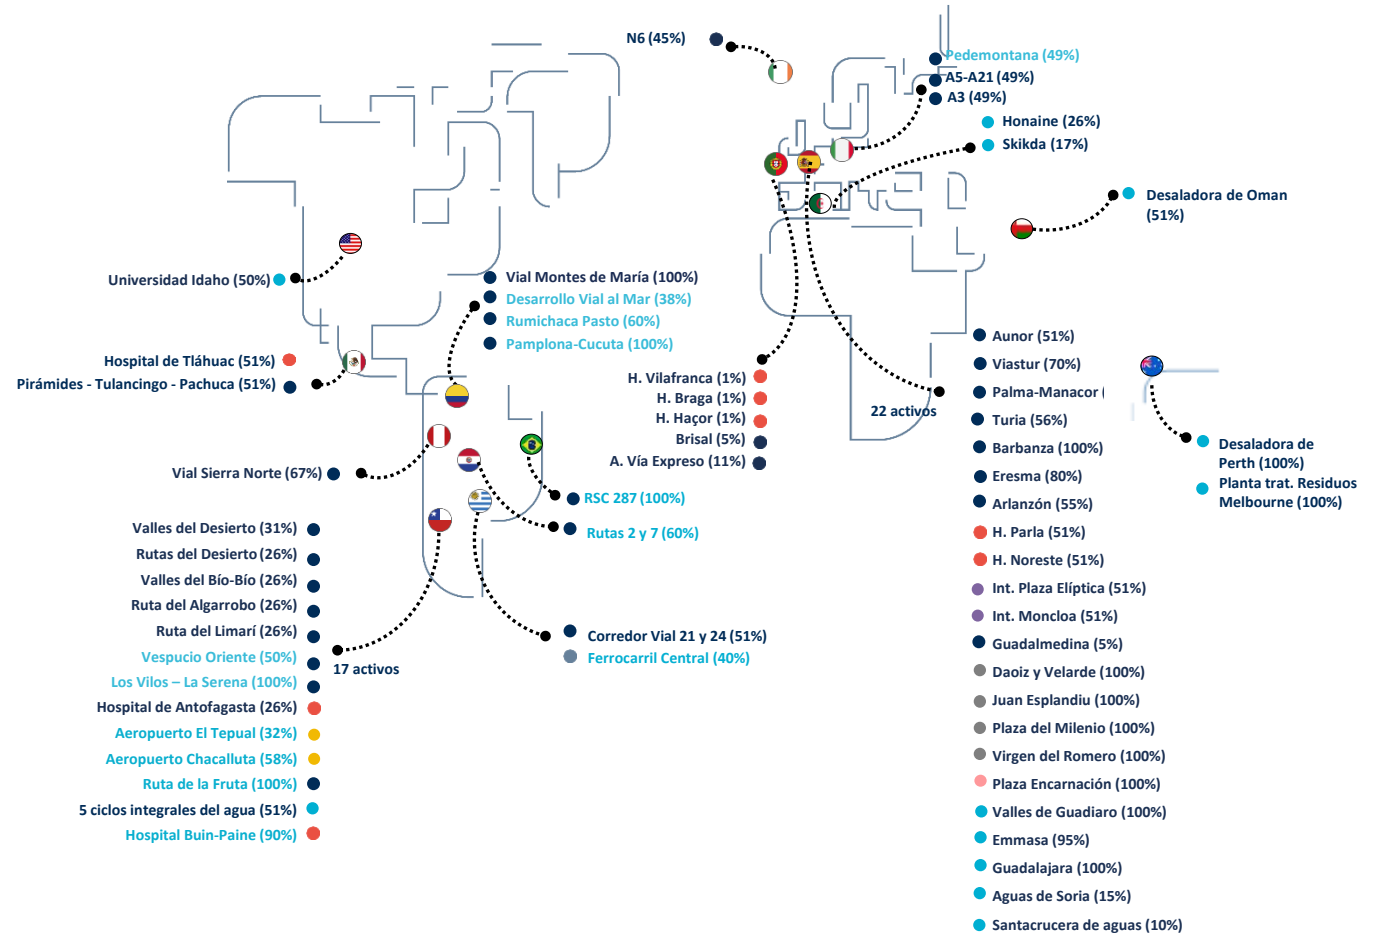 N6 (45%)
Pedemontana (49%)
A5-A21 (49%)
A3 (49%)
Honaine (26%)
Skikda (17%)
Desaladora de Oman
(51%)
Universidad Idaho (50%)
Vial Montes de María (100%)
Desarrollo Vial al Mar (38%)
Rumichaca Pasto (60%)
Pamplona-Cucuta (100%)
Hospital de Tláhuac (51%)
Pirámides - Tulancingo - Pachuca (51%)
H. Vilafranca (1%)
H. Braga (1%)
H. Haçor (1%)
Brisal (5%)
A. Vía Expreso (11%)
22 activos
Aunor (51%)
Viastur (70%)
Palma-Manacor (
Turia (56%)
Barbanza (100%)
Eresma (80%)
Arlanzón (55%)
H. Parla (51%)
H. Noreste (51%)
Int. Plaza Elíptica (51%)
Int. Moncloa (51%)
Guadalmedina (5%)
Daoiz y Velarde (100%)
Juan Esplandiu (100%)
Plaza del Milenio (100%)
Virgen del Romero (100%)
Plaza Encarnación (100%)
Valles de Guadiaro (100%)
Emmasa (95%)
Guadalajara (100%)
Aguas de Soria (15%)
Santacrucera de aguas (10%)
Desaladora de
Perth (100%)
Planta trat. Residuos
Melbourne (100%)
Vial Sierra Norte (67%)
RSC 287 (100%)
Rutas 2 y 7 (60%)
Corredor Vial 21 y 24 (51%)
Ferrocarril Central (40%)
Valles del Desierto (31%)
Rutas del Desierto (26%)
Valles del Bío-Bío (26%)
Ruta del Algarrobo (26%)
Ruta del Limarí (26%)
Vespucio Oriente (50%)
Los Vilos – La Serena (100%)
Hospital de Antofagasta (26%)
Aeropuerto El Tepual (32%)
Aeropuerto Chacalluta (58%)
Ruta de la Fruta (100%)
5 ciclos integrales del agua (51%)
Hospital Buin-Paine (90%)
17 activos